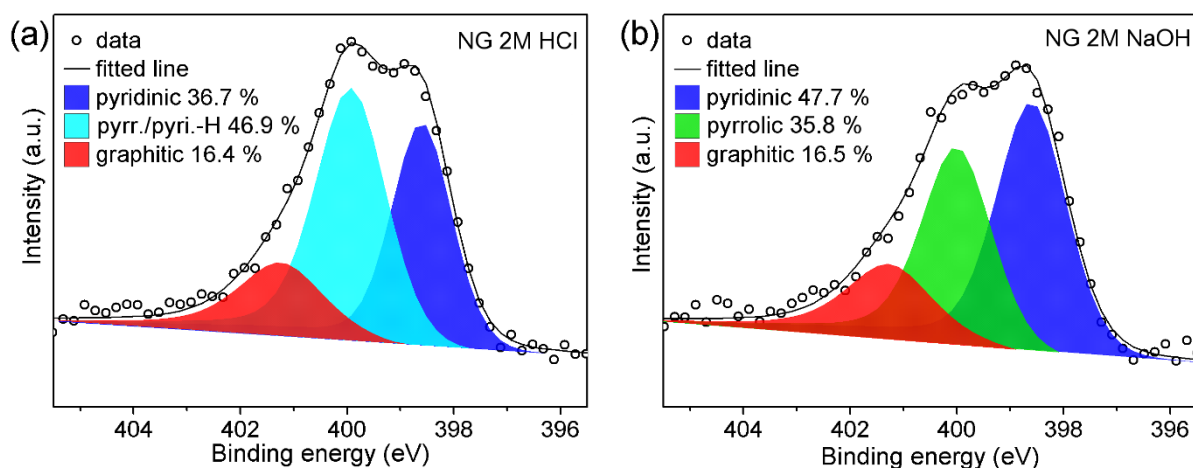 (a)
data
NG 2M HCl
fitted line
pyridinic 36.7 %
pyrr./pyri.-H 46.9 %
graphitic 16.4 %
Intensity (a.u.)
404 402 400 398 396
Binding energy (eV)
(b)
data
NG 2M NaOH
fitted line
pyridinic 47.7 %
pyrrolic 35.8 %
graphitic 16.5 %
Intensity (a.u.)
404 402 400 398 396
Binding energy (eV)